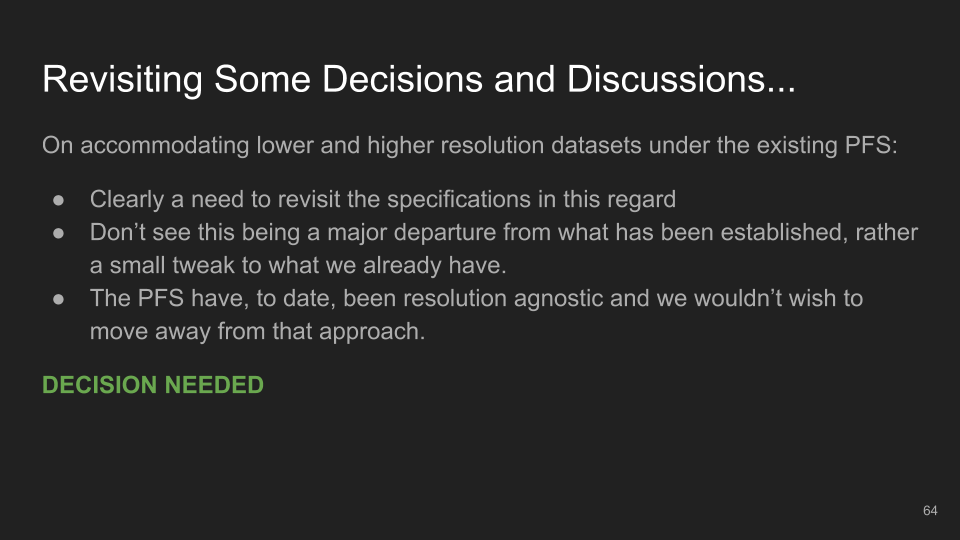 Revisiting Some Decisions and Discussions...
On accommodating lower and higher resolution datasets under the existing PFS:
● Clearly a need to revisit the specifications in this regard
● Don’t see this being a major departure from what has been established, rather
a small tweak to what we already have.
● The PFS have, to date, been resolution agnostic and we wouldn’t wish to
move away from that approach.
DECISION NEEDED
64